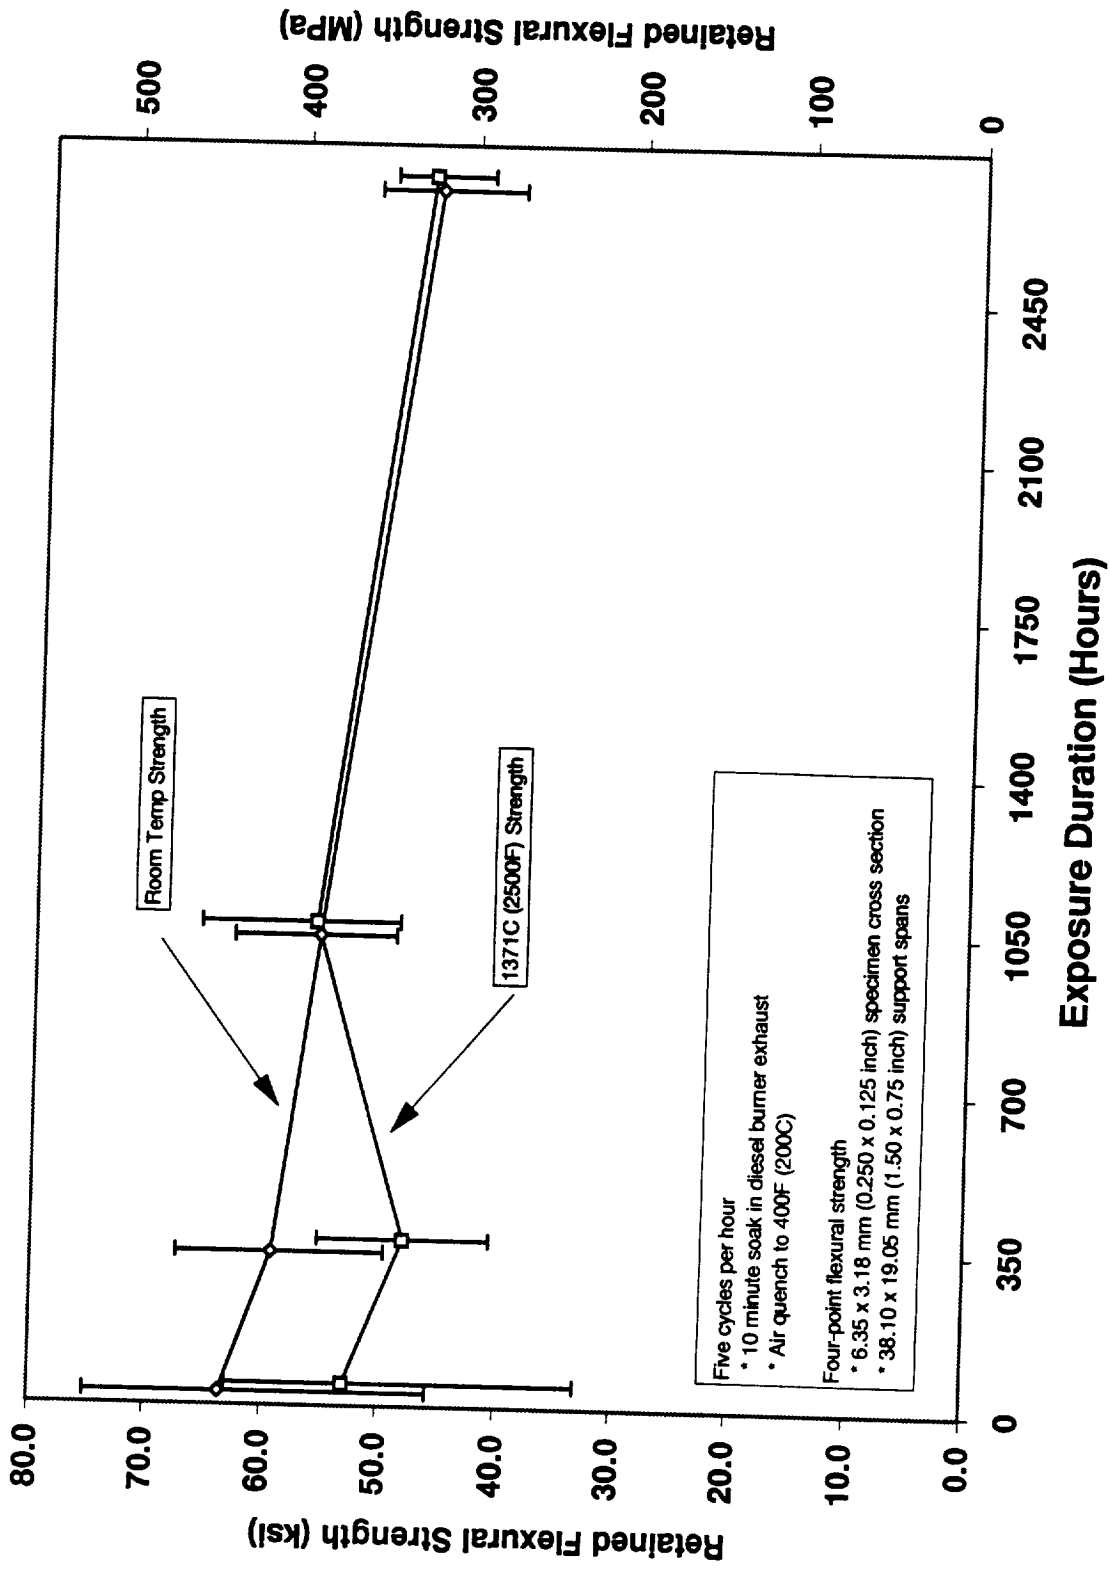 Retained Flexural Strength (ksi)
80.0
70.0
60.0
50.0
40.0
30.0
20.0
10.0
0.0
Room Temp Strength
1371C (2500F) Strength
Five cycles per hour
* 10 minute soak in diesel burner exhaust
* Air quench to 400F (200C)
Four-point flexural strength
* 6.35 x 3.18 mm (0.250 x 0.125 inch) specimen cross section
* 38.10 x 19.05 mm (1.50 x 0.75 inch) support spans
Retained Flexural Strength (MPa)
500
400
300
200
100
0
0 350 700 1050 1400 1750 2100 2450
Exposure Duration (Hours)